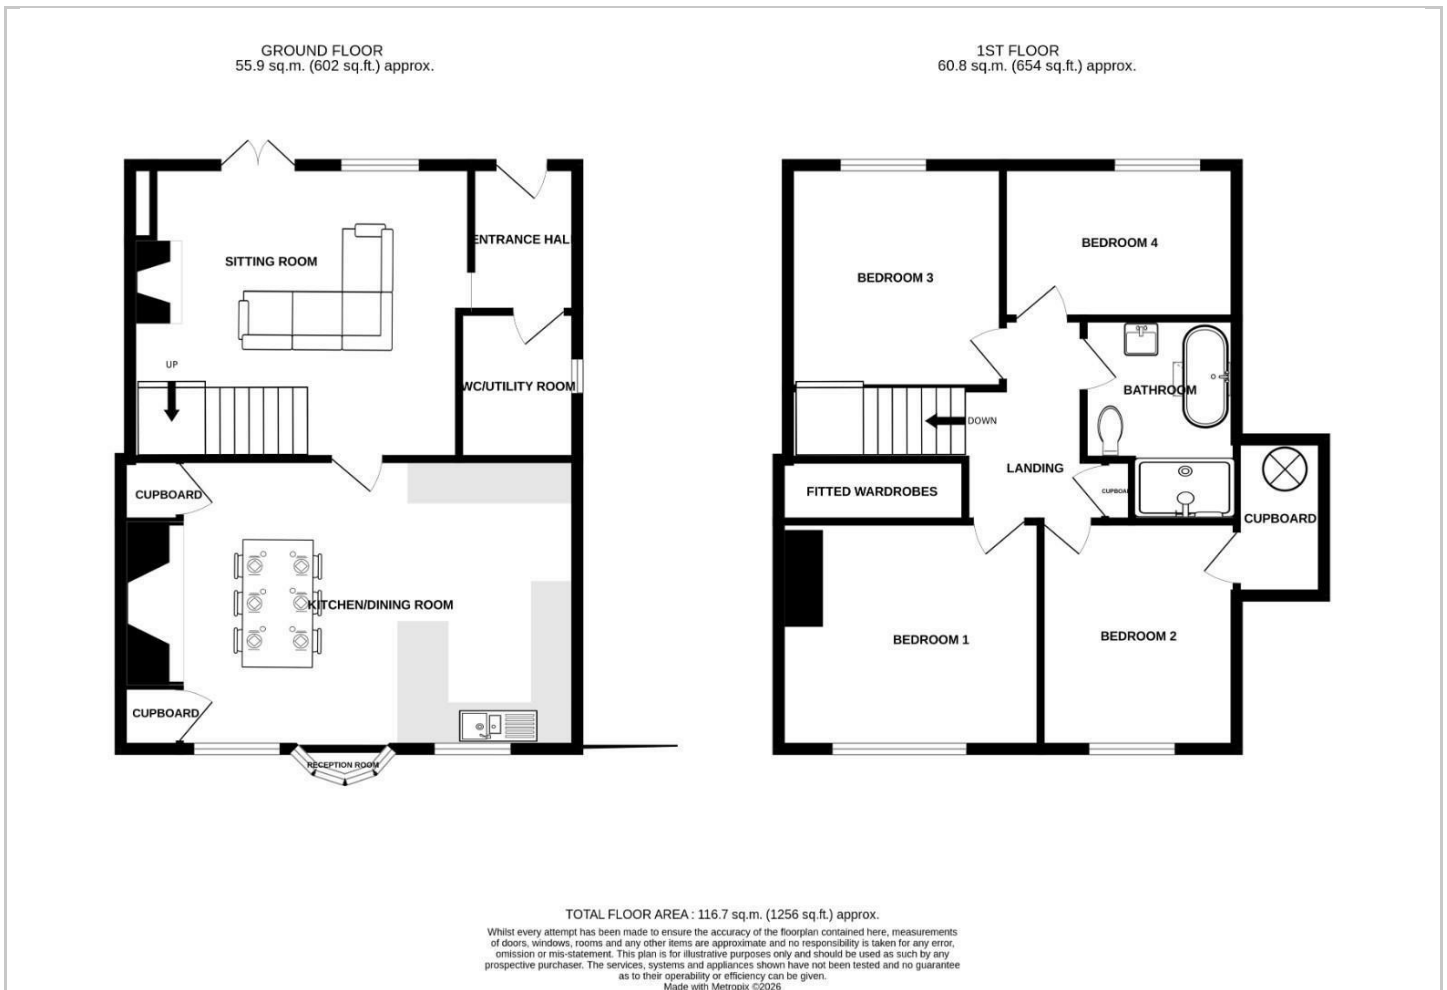 GROUND FLOOR
55.9 sq.m. (602 sq.ft.) approx.
1ST FLOOR
60.8 sq.m. (654 sq.ft.) approx.
SITTING ROOM
ENTRANCE HALL
UP
WC/UTILITY ROOM
CUPBOARD
KITCHEN/DINING ROOM
CUPBOARD
RECEPTION ROOM
BEDROOM 3
BEDROOM 4
BATHROOM
DOWN
LANDING
FITTED WARDROBES
CUPBOARD
CUPBOARD
BEDROOM 1
BEDROOM 2
TOTAL FLOOR AREA : 116.7 sq.m. (1256 sq.ft.) approx.
Whilst every attempt has been made to ensure the accuracy of the floorplan contained here, measurements
of doors, windows, rooms and any other items are approximate and no responsibility is taken for any error,
omission or mis-statement. This plan is for illustrative purposes only and should be used as such by any
prospective purchaser. The services, systems and appliances shown have not been tested and no guarantee
as to their operability or efficiency can be given.
Made with Metropix ©2026